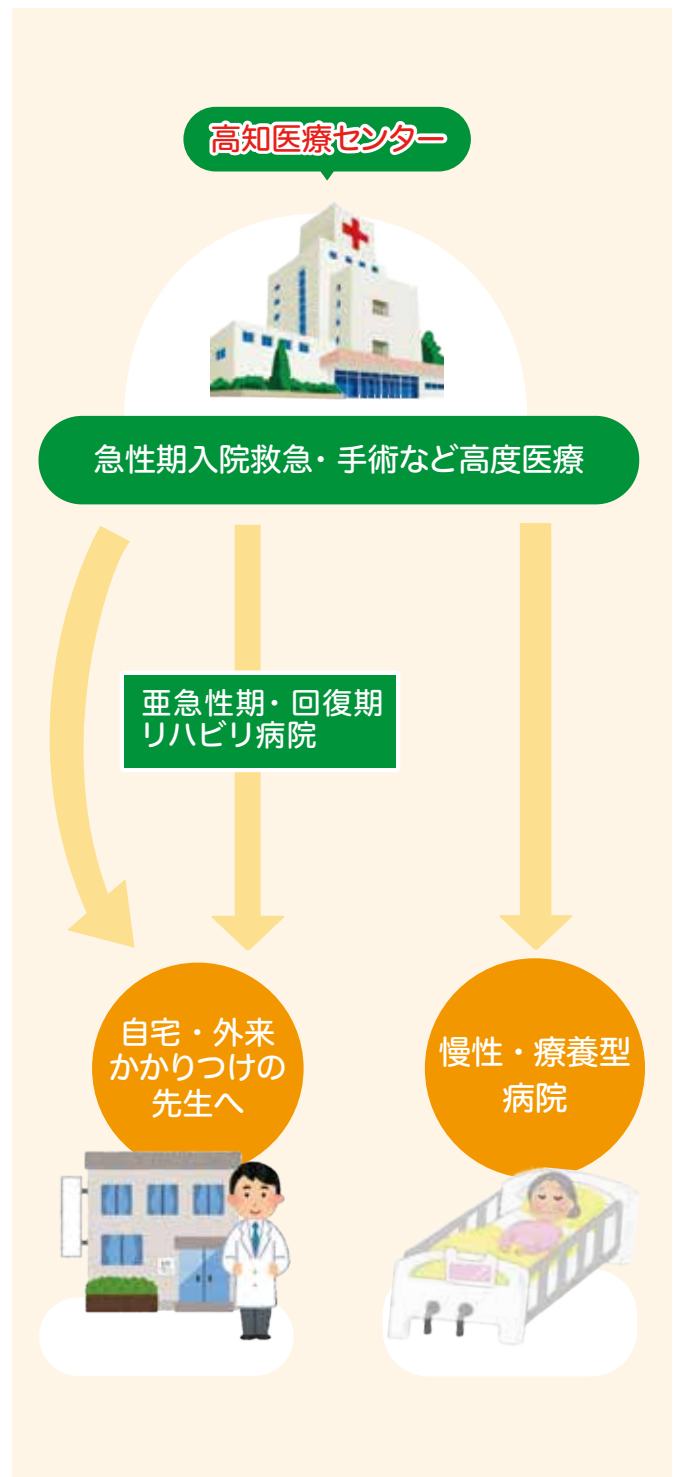 高知医療センター
急性期入院救急・手術など高度医療
亜急性期・回復期
リハビリ病院
自宅・外来
かかりつけの
先生へ
慢性・療養型
病院